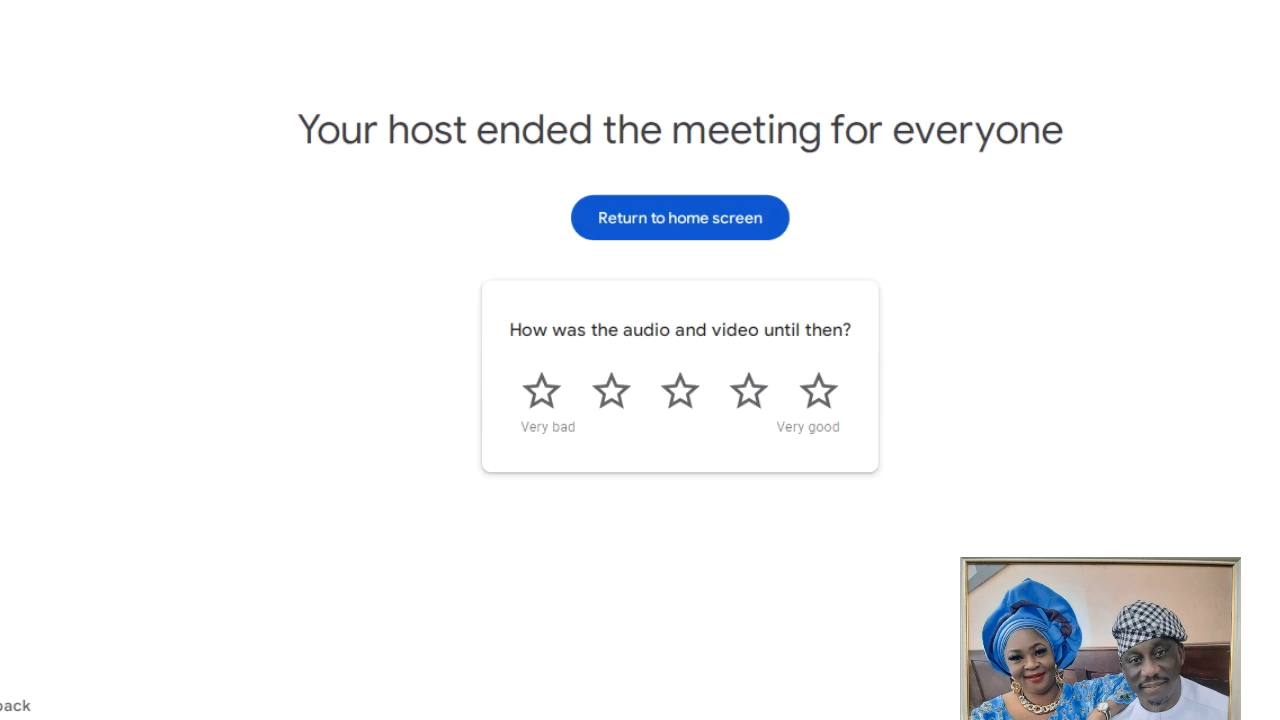 Your host ended the meeting for everyone
Return to home screen
How was the audio and video until then?
Very bad
Very good
back